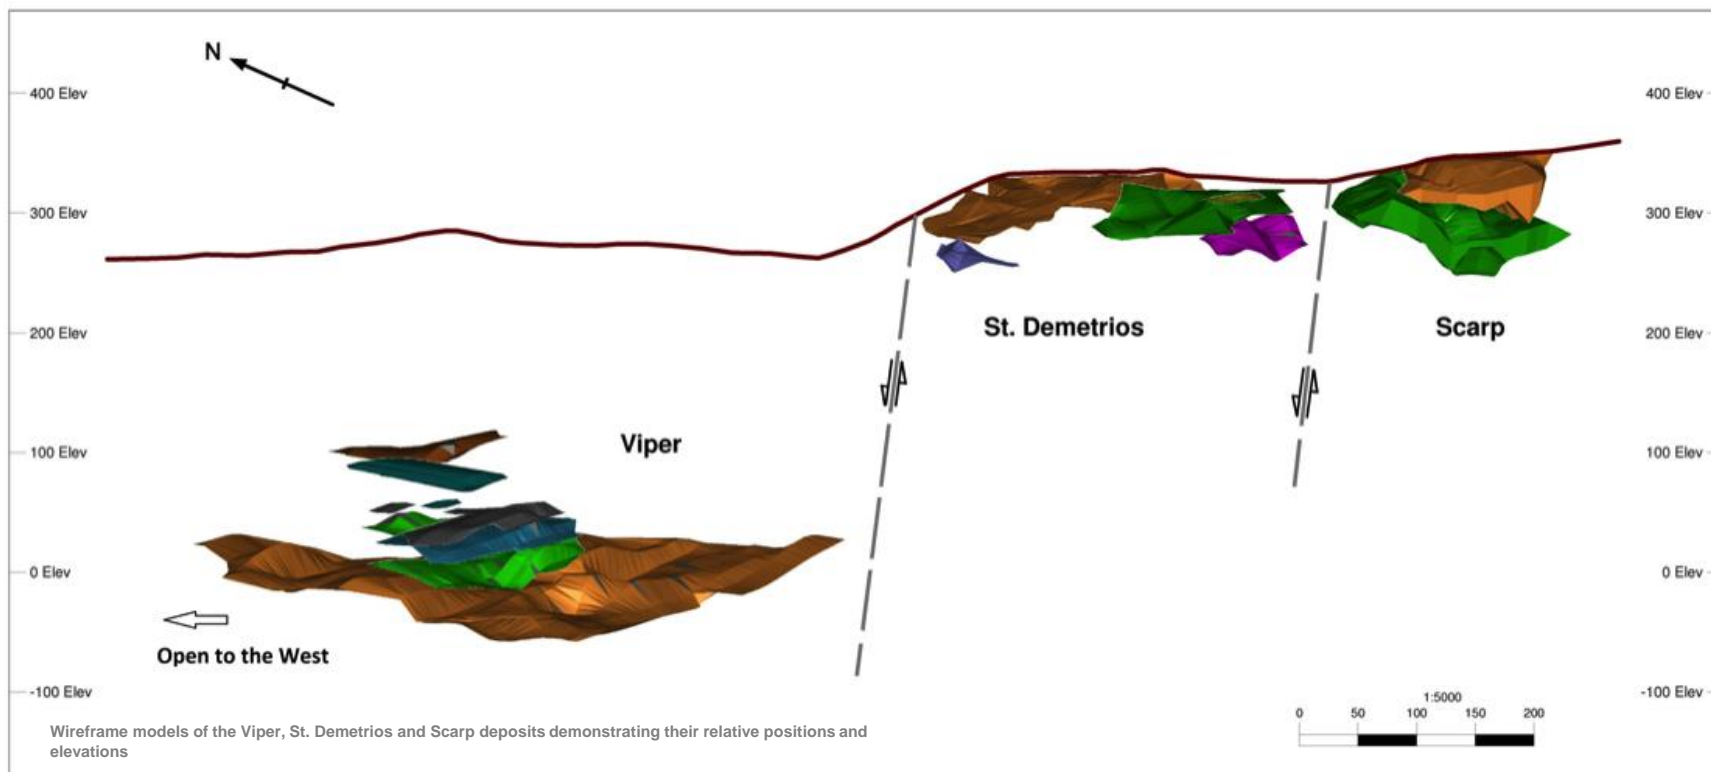 N
400 Elev
400 Elev
300 Elev
300 Elev
St. Demetrios
Scarp
200 Elev
200 Elev
Viper
100 Elev
100 Elev
0 Elev
0 Elev
Open to the West
-100 Elev
-100 Elev
1:5000
0 50 100 150 200
Wireframe models of the Viper, St. Demetrios and Scarp deposits demonstrating their relative positions and
elevations